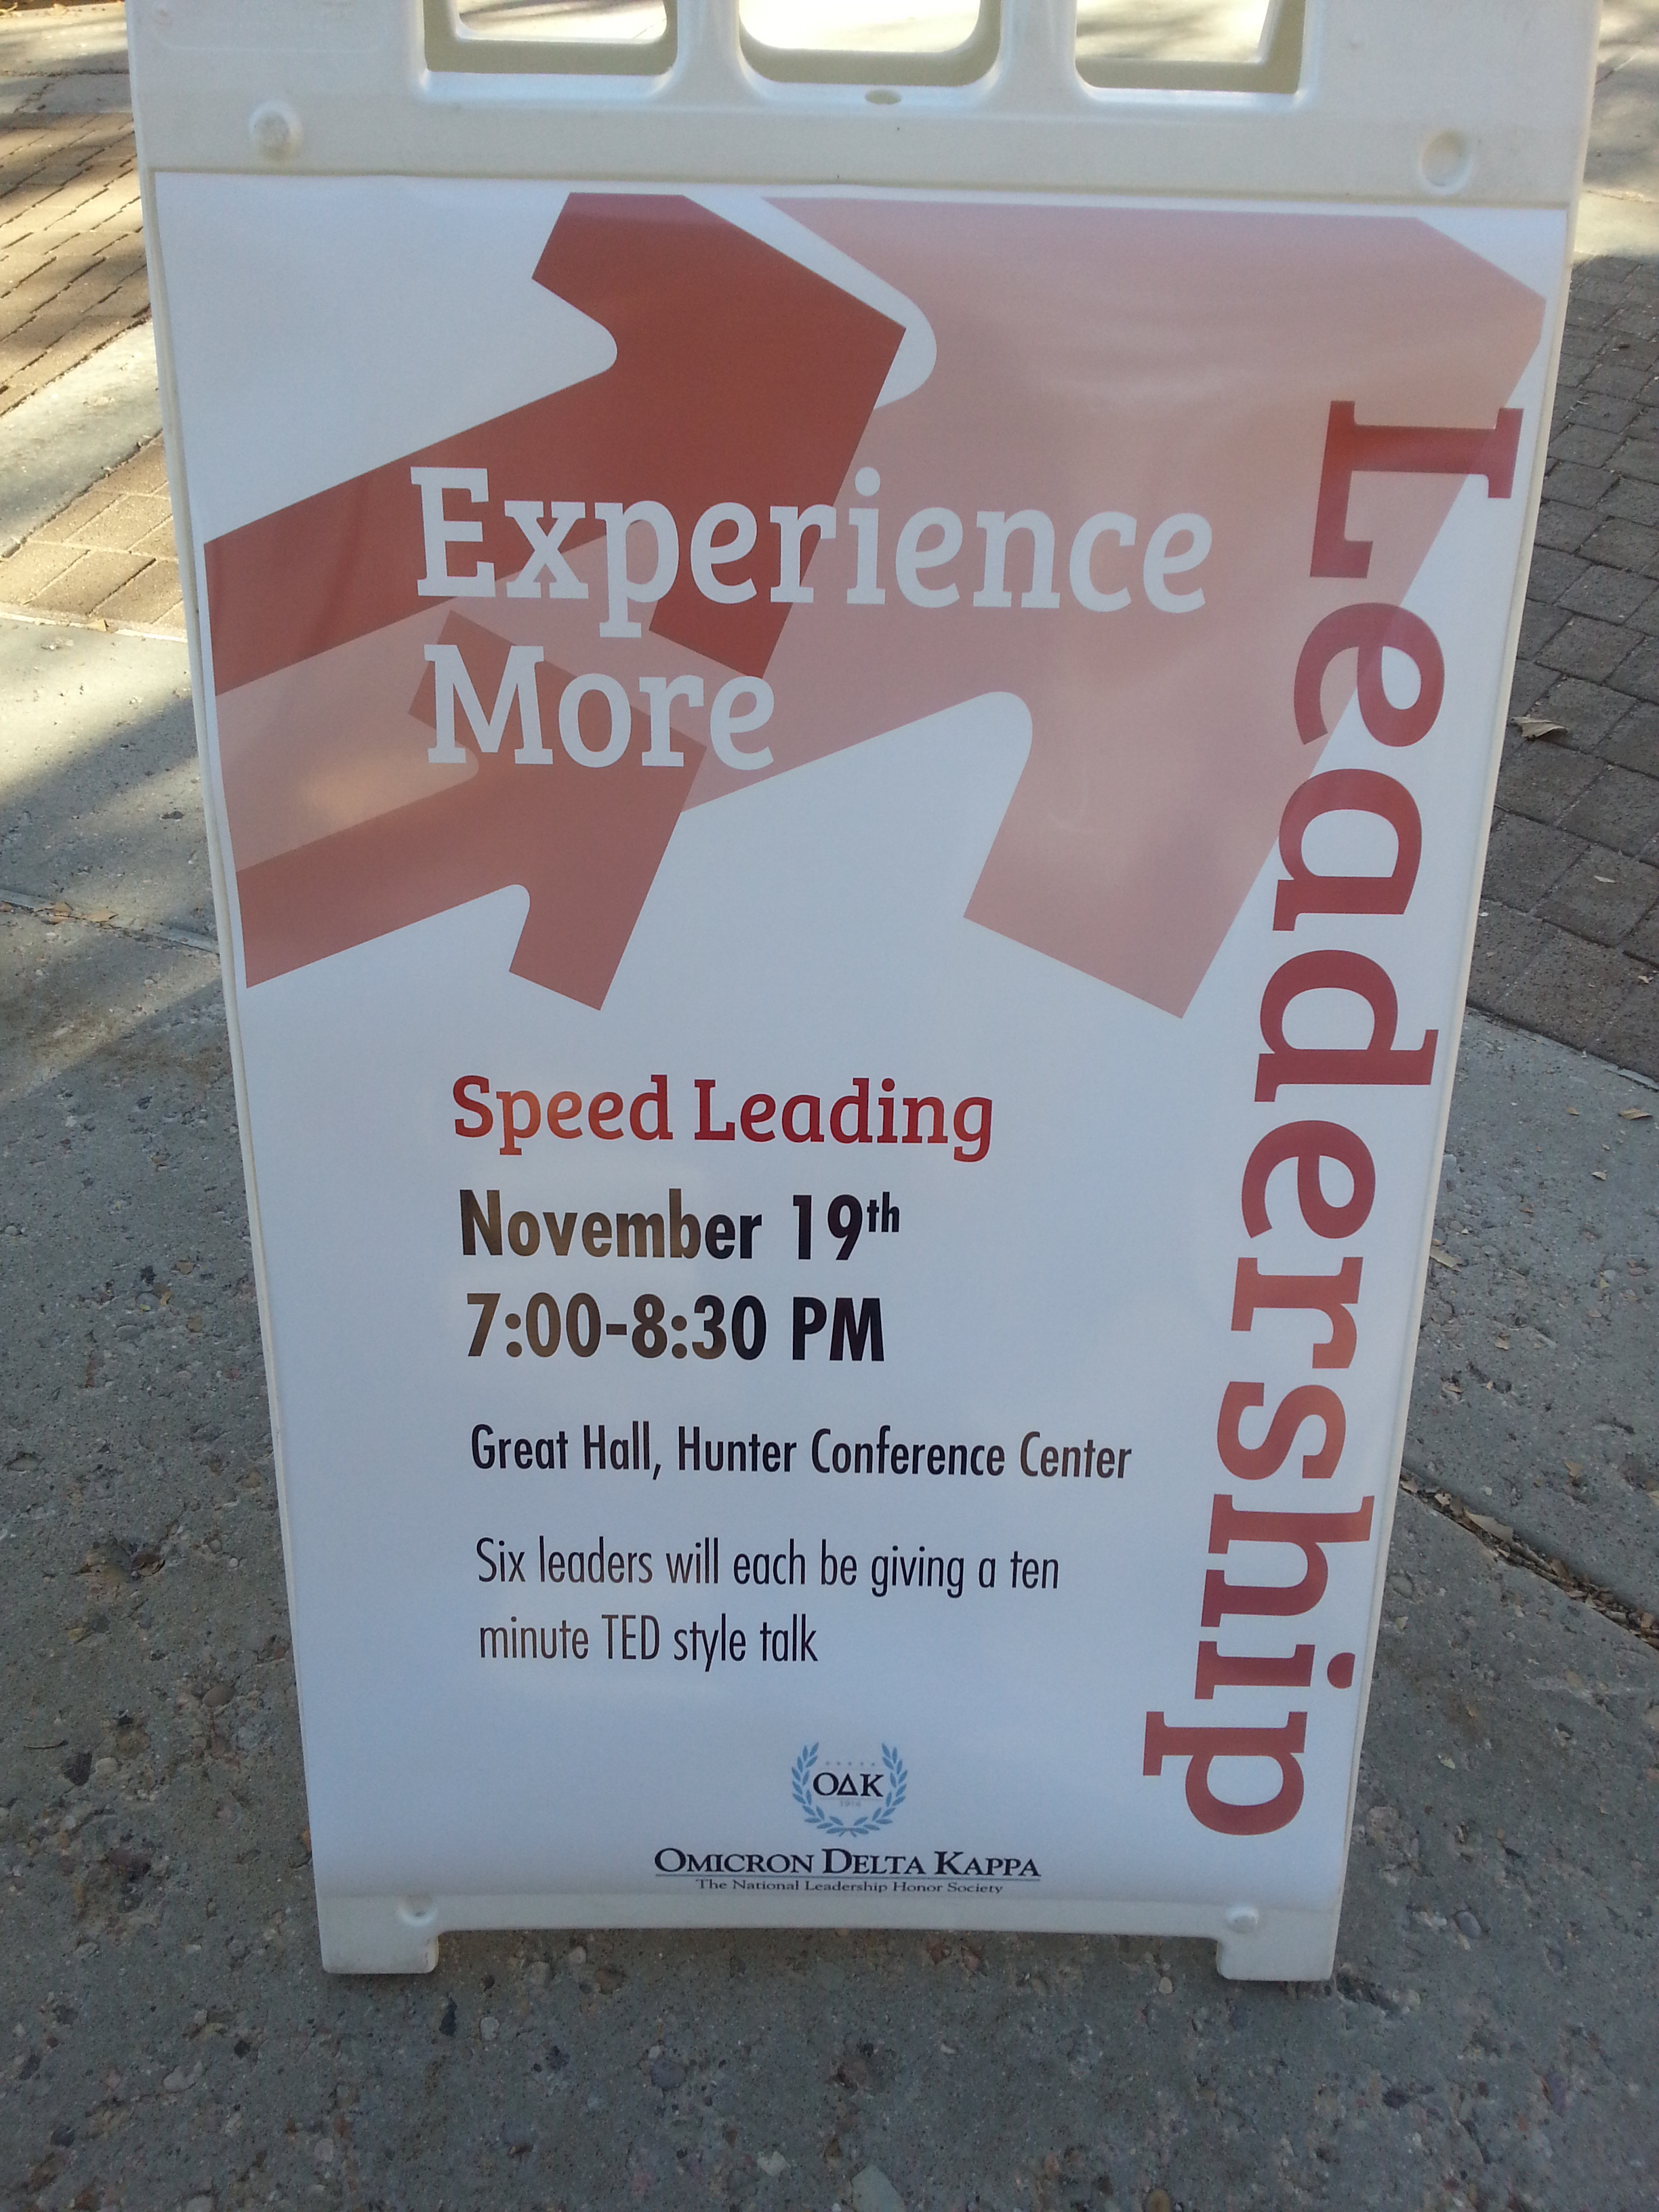 Experience
More
Leadership
Speed Leading
November 19th
7:00-8:30 PM
Great Hall, Hunter Conference Center
Six leaders will each be giving a ten
minute TED style talk
ΟΔΚ
OMICRON DELTA KAPPA
The National Leadership Honor Society